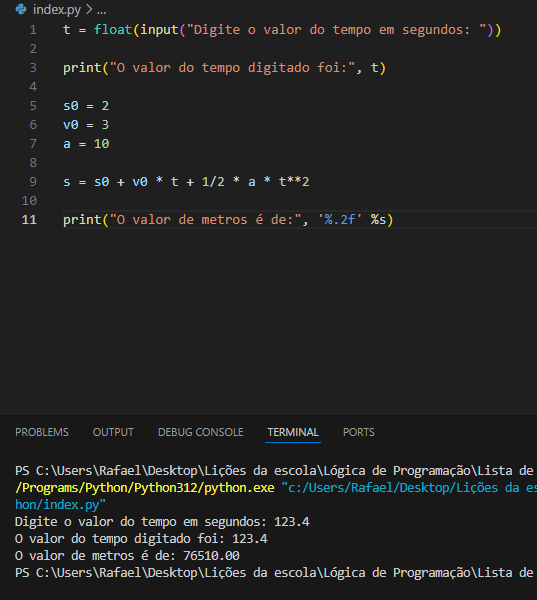 index.py > ...
1 t = float(input("Digite o valor do tempo em segundos: "))
2
3 print("O valor do tempo digitado foi:", t)
4
5 s0 = 2
6 v0 = 3
7 a = 10
8
9 s = s0 + v0 * t + 1/2 * a * t**2
10
11 print("O valor de metros é de:", '%.2f' %s)
PROBLEMS OUTPUT DEBUG CONSOLE TERMINAL PORTS
PS C:\Users\Rafael\Desktop\Lições da escola\Lógica de Programação\Lista de
/Programs/Python/Python312/python.exe "c:/Users/Rafael/Desktop/Lições da es
hon/index.py"
Digite o valor do tempo em segundos: 123.4
O valor do tempo digitado foi: 123.4
O valor de metros é de: 76510.00
PS C:\Users\Rafael\Desktop\Lições da escola\Lógica de Programação\Lista de